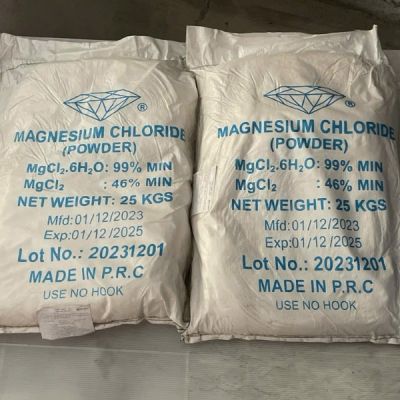 ®
MAGNESIUM CHLORIDE
(POWDER)
MgCl₂.6H₂O: 99% MIN
MgCl₂ : 46% MIN
NET WEIGHT: 25 KGS
Mfd: 01/12/2023
Exp: 01/12/2025
Lot No.: 20231201
MADE IN P.R.C
USE NO HOOK
®
MAGNESIUM CHLORIDE
(POWDER)
MgCl₂.6H₂O: 99% MIN
MgCl₂ : 46% MIN
NET WEIGHT: 25 KGS
Mfd: 01/12/2023
Exp: 01/12/2025
Lot No.: 20231201
MADE IN P.R.C
USE NO HOOK